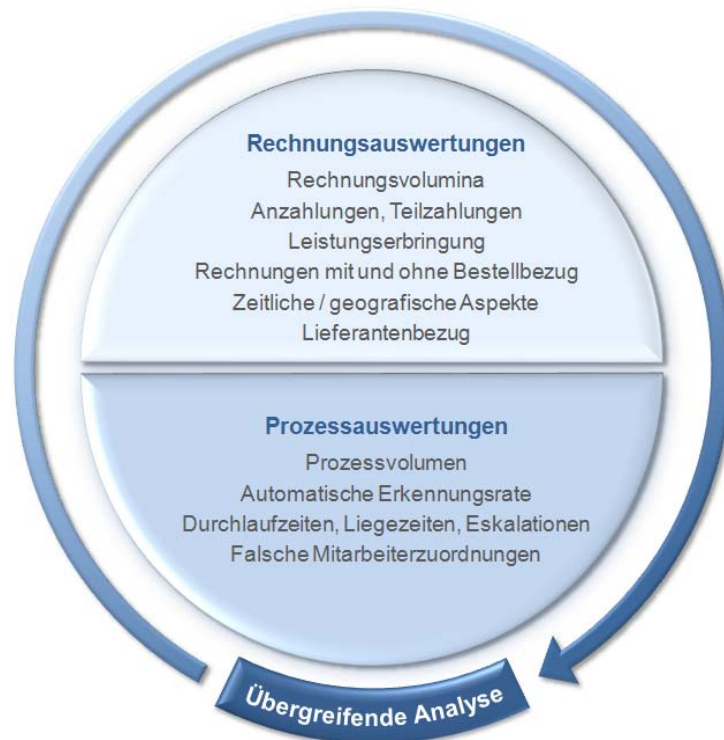 Rechnungsauswertungen
Rechnungsvolumina
Anzahlungen, Teilzahlungen
Leistungserbringung
Rechnungen mit und ohne Bestellbezug
Zeitliche / geografische Aspekte
Lieferantenbezug
Prozessauswertungen
Prozessvolumen
Automatische Erkennungsrate
Durchlaufzeiten, Liegezeiten, Eskalationen
Falsche Mitarbeiterzuordnungen
Übergreifende Analyse